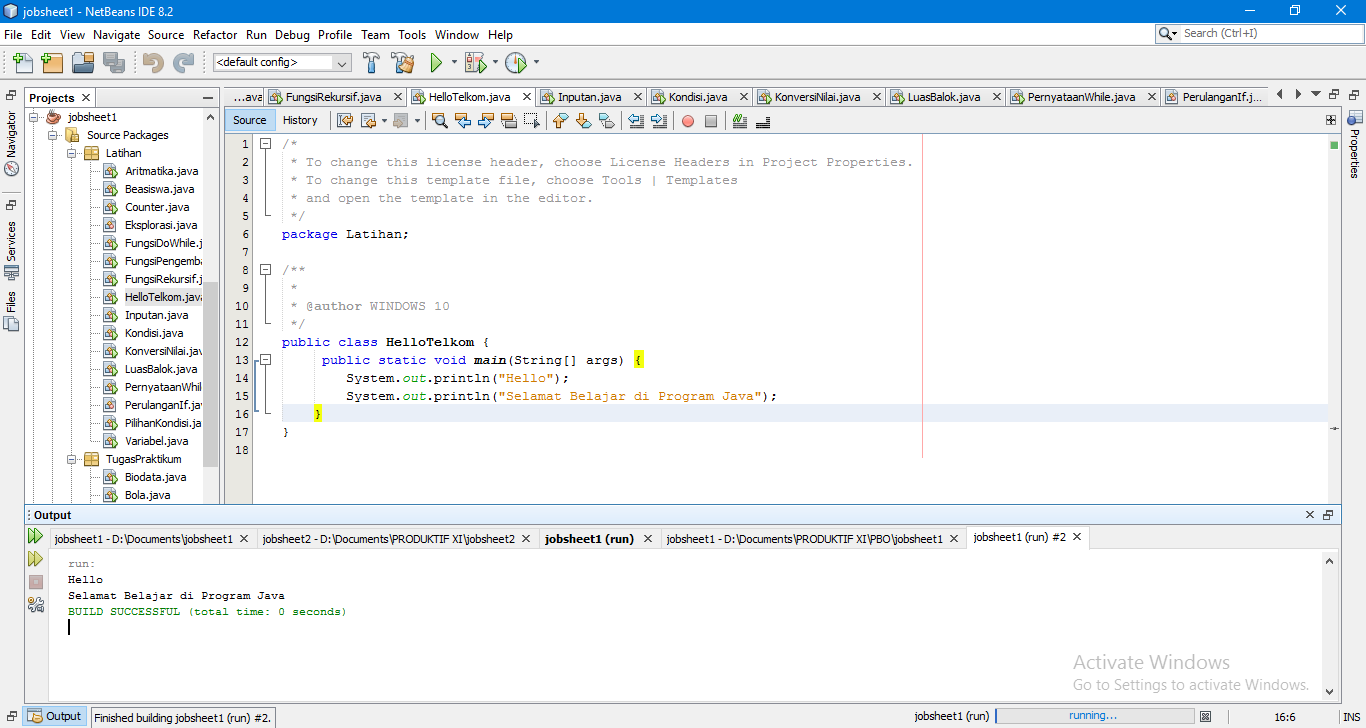 jobsheet1 - NetBeans IDE 8.2
File Edit View Navigate Source Refactor Run Debug Profile Team Tools Window Help
Search (Ctrl+I)
<default config>
Projects
Navigator
Services
Files
jobsheet1
Source Packages
Latihan
Aritmatika.java
Beasiswa.java
Counter.java
Eksplorasi.java
FungsiDoWhile.j
FungsiPengemba
FungsiRekursif.j
HelloTelkom.java
Inputan.java
Kondisi.java
KonversiNilai.jav
LuasBalok.java
PernyataanWhil
PerulanganIf.ja
PilihanKondisi.ja
Variabel.java
TugasPraktikum
Biodata.java
Bola.java
...ava FungsiRekursif.java HelloTelkom.java Inputan.java Kondisi.java KonversiNilai.java LuasBalok.java PernyataanWhile.java PerulanganIf.j...
Source History
Properties
1 /*
2 * To change this license header, choose License Headers in Project Properties.
3 * To change this template file, choose Tools | Templates
4 * and open the template in the editor.
5 */
6 package Latihan;
7
8 /**
9 *
10 * @author WINDOWS 10
11 */
12 public class HelloTelkom {
13 public static void main(String[] args) {
14 System.out.println("Hello");
15 System.out.println("Selamat Belajar di Program Java");
16 }
17 }
18
Output
jobsheet1 - D:\Documents\jobsheet1 jobsheet2 - D:\Documents\PRODUKTIF XI\jobsheet2 jobsheet1 (run) jobsheet1 - D:\Documents\PRODUKTIF XI\PBO\jobsheet1 jobsheet1 (run) #2
run:
Hello
Selamat Belajar di Program Java
BUILD SUCCESSFUL (total time: 0 seconds)
Activate Windows
Go to Settings to activate Windows.
Output Finished building jobsheet1 (run) #2. jobsheet1 (run) running... 16:6 INS